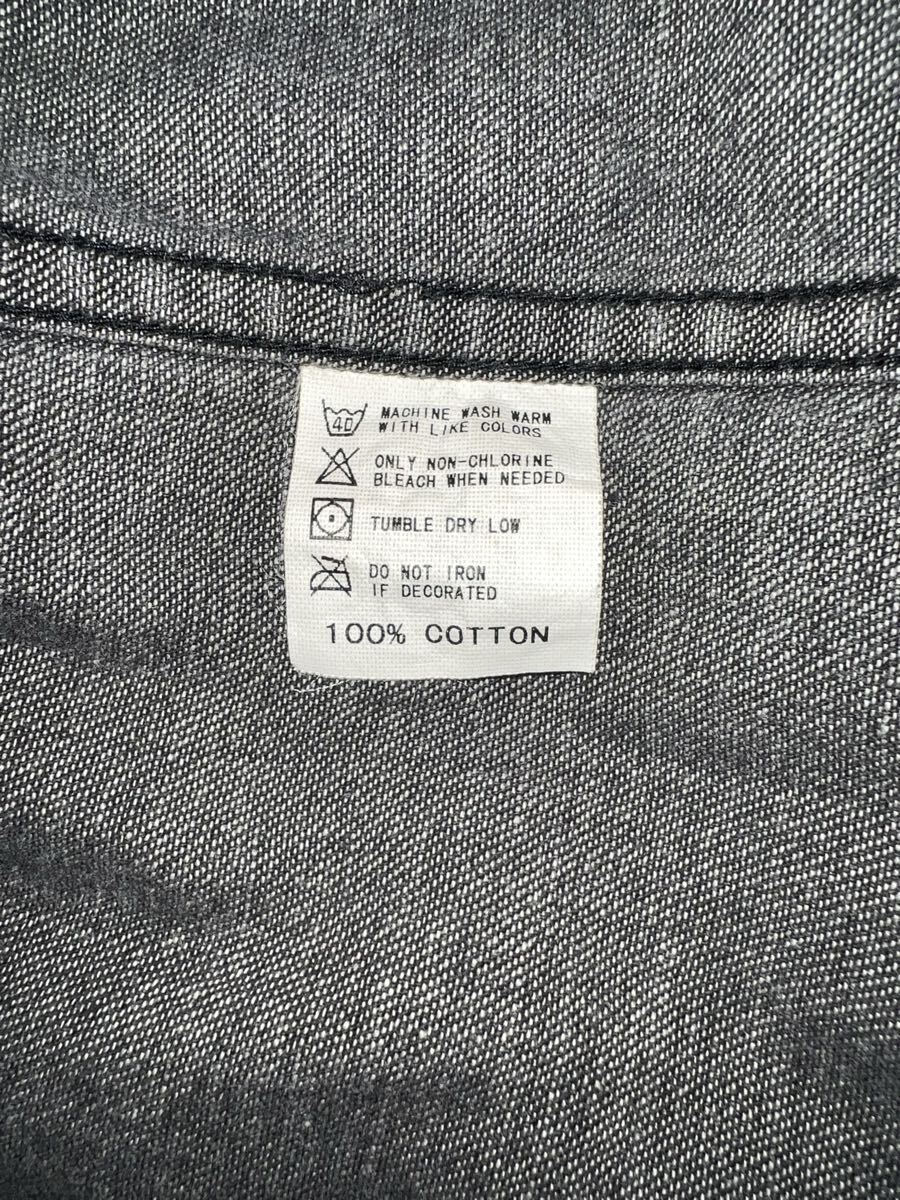 40
MACHINE WASH WARM
WITH LIKE COLORS
ONLY NON-CHLORINE
BLEACH WHEN NEEDED
TUMBLE DRY LOW
DO NOT IRON
IF DECORATED
100% COTTON